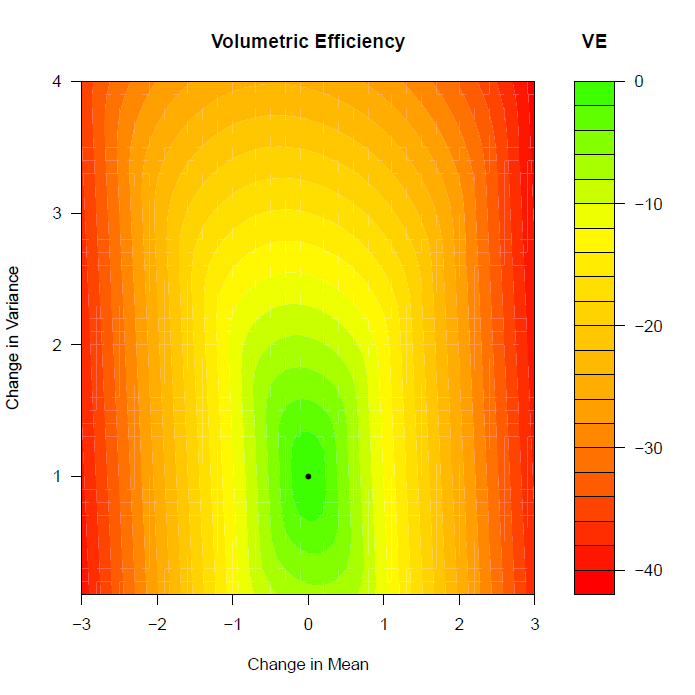 Volumetric Efficiency
VE
4
3
2
1
Change in Variance
−3 −2 −1 0 1 2 3
Change in Mean
0
−10
−20
−30
−40